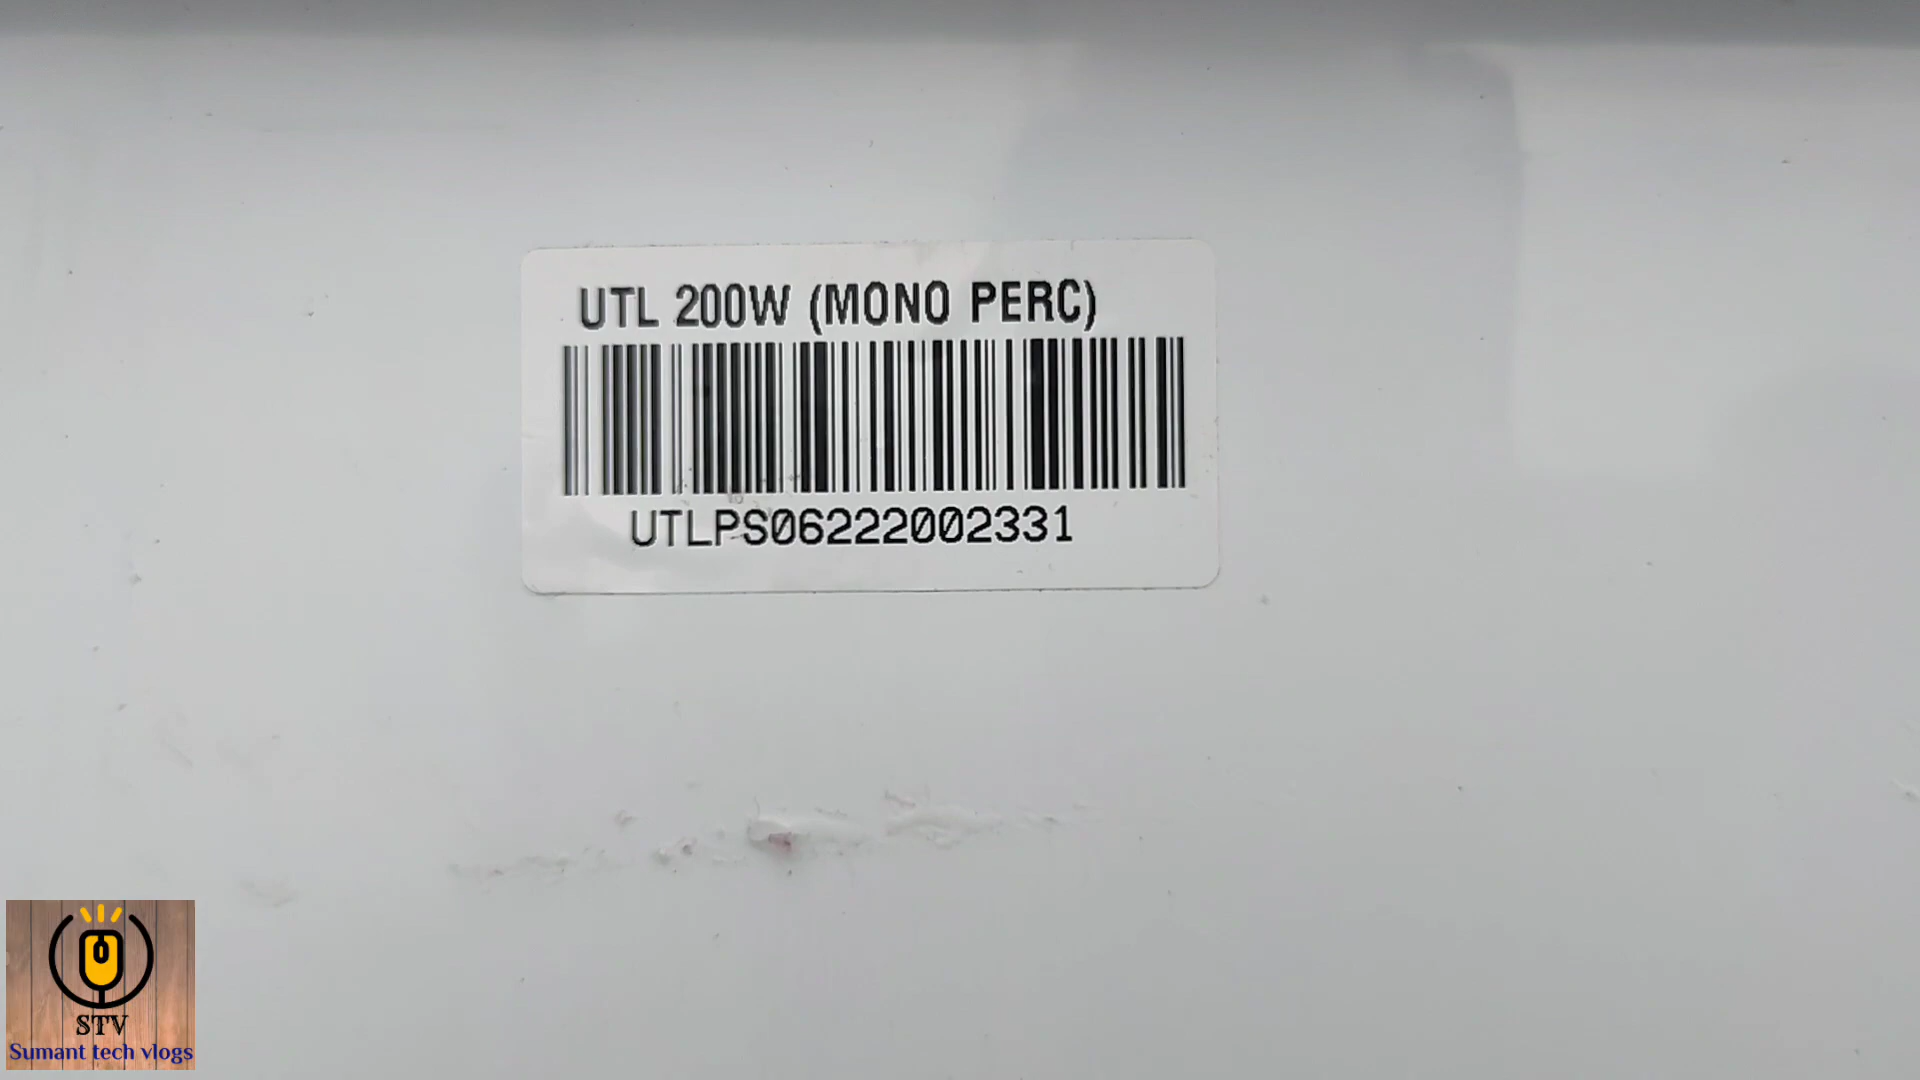 UTL 200W (MONO PERC)
UTLPS06222002331
STV
Sumant tech vlogs